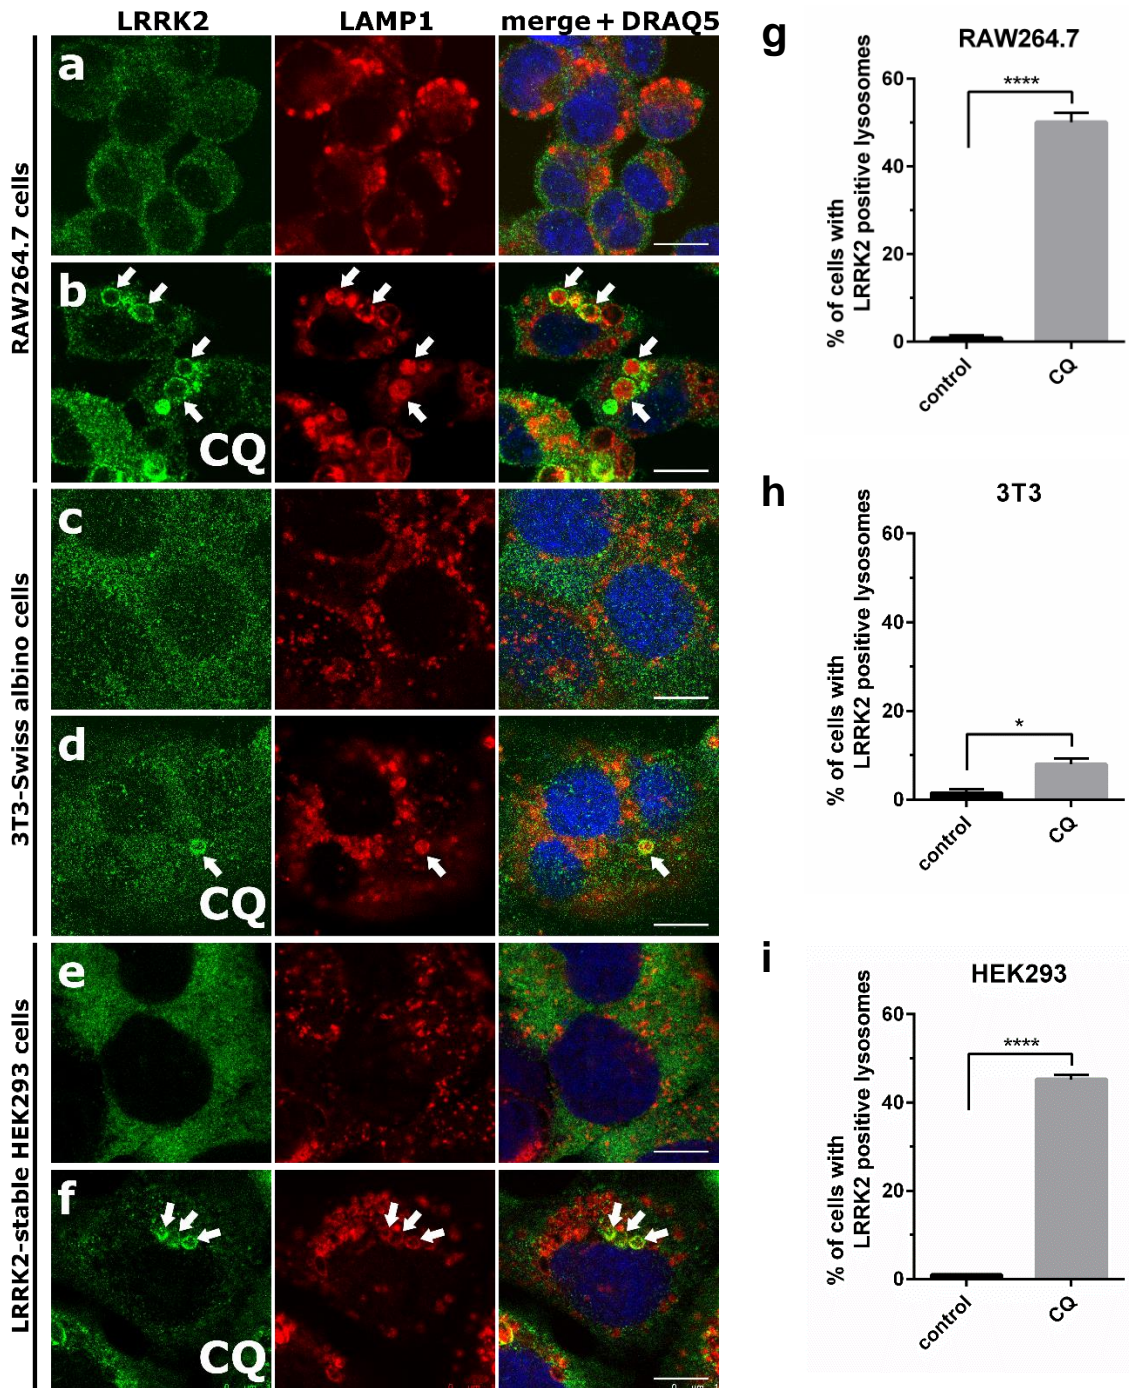 LRRK2 LAMP1 merge + DRAQ5
RAW264.7 cells
a
b
CQ
3T3-Swiss albino cells
c
d
CQ
LRRK2-stable HEK293 cells
e
f
CQ
g
RAW264.7
% of cells with
LRRK2 positive lysosomes
60
40
20
0
****
control
CQ
h
3T3
% of cells with
LRRK2 positive lysosomes
60
40
20
0
*
control
CQ
i
HEK293
% of cells with
LRRK2 positive lysosomes
60
40
20
0
****
control
CQ